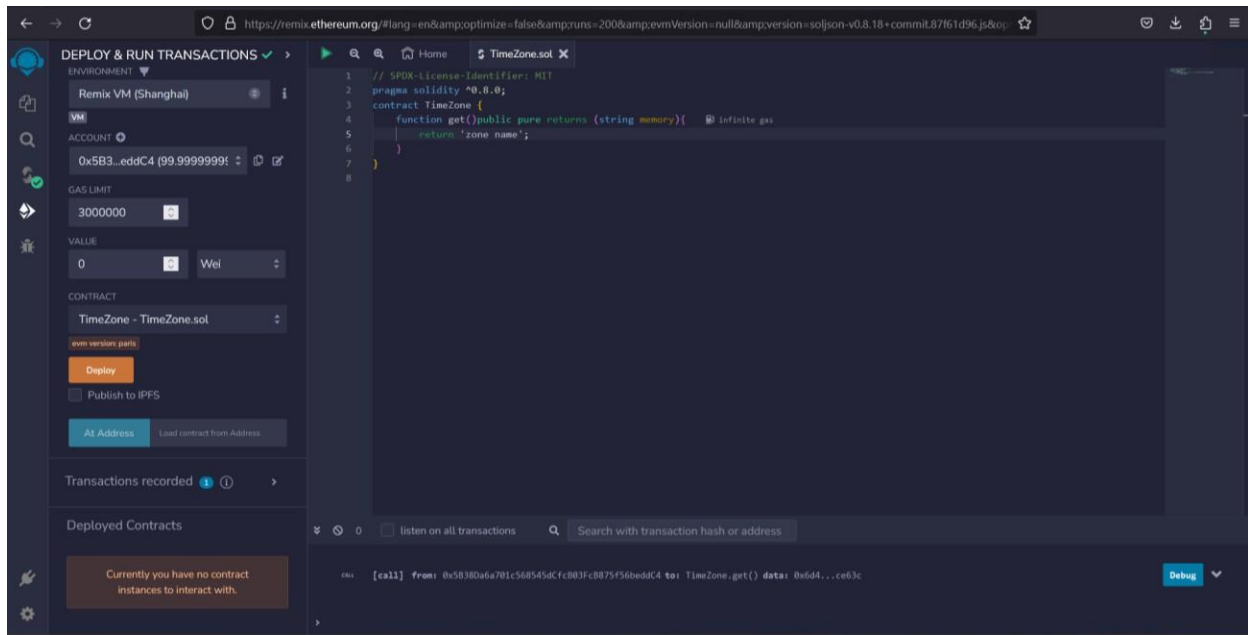 https://remix.ethereum.org/#lang=en&amp;optimize=false&amp;runs=200&amp;evmVersion=null&amp;version=soljson-v0.8.18+commit.87f61d96.js&op
DEPLOY & RUN TRANSACTIONS
ENVIRONMENT
Remix VM (Shanghai)
VM
ACCOUNT
0x5B3...eddC4 (99.99999999
GAS LIMIT
3000000
VALUE
0 Wei
CONTRACT
TimeZone - TimeZone.sol
evm version: paris
Deploy
Publish to IPFS
At Address Load contract from Address
Transactions recorded 1
Deployed Contracts
Currently you have no contract
instances to interact with.
Home TimeZone.sol
1 // SPDX-License-Identifier: MIT
2 pragma solidity ^0.8.0;
3 contract TimeZone {
4 function get()public pure returns (string memory){ infinite gas
5 return 'zone name';
6 }
7 }
8
0 listen on all transactions Search with transaction hash or address
CALL [call] from: 0x5B38Da6a701c568545dCfcB03FcB875f56beddC4 to: TimeZone.get() data: 0x6d4...ce63c Debug
>